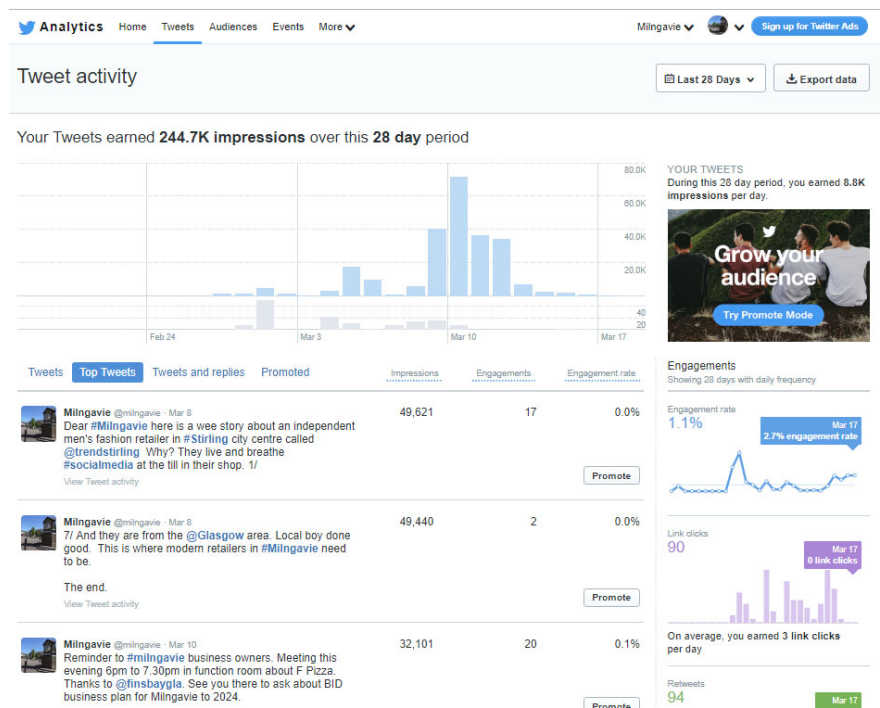 Analytics Home Tweets Audiences Events More
Milngavie
Sign up for Twitter Ads
Tweet activity
Last 28 Days
Export data
Your Tweets earned 244.7K impressions over this 28 day period
80.0K
60.0K
40.0K
20.0K
40
20
Feb 24
Mar 3
Mar 10
Mar 17
YOUR TWEETS
During this 28 day period, you earned 8.8K
impressions per day.
Grow your
audience
Try Promote Mode
Tweets Top Tweets Tweets and replies Promoted
Impressions Engagements Engagement rate
Milngavie @milngavie · Mar 8
Dear #Milngavie here is a wee story about an independent
men's fashion retailer in #Stirling city centre called
@trendstirling Why? They live and breathe
#socialmedia at the till in their shop. 1/
View Tweet activity
49,621 17 0.0%
Promote
Milngavie @milngavie · Mar 8
7/ And they are from the @Glasgow area. Local boy done
good. This is where modern retailers in #Milngavie need
to be.
The end.
View Tweet activity
49,440 2 0.0%
Promote
Milngavie @milngavie · Mar 10
Reminder to #milngavie business owners. Meeting this
evening 6pm to 7.30pm in function room about F Pizza.
Thanks to @finsbaygla. See you there to ask about BID
business plan for Milngavie to 2024.
32,101 20 0.1%
Promote
Engagements
Showing 28 days with daily frequency
Engagement rate
1.1%
Mar 17
2.7% engagement rate
Link clicks
90
Mar 17
0 link clicks
On average, you earned 3 link clicks
per day
Retweets
94
Mar 17